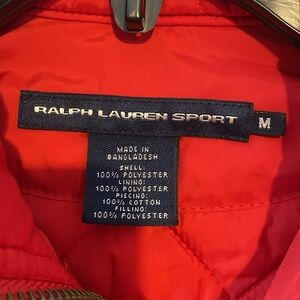 RALPH LAUREN SPORT
M
MADE IN
BANGLADESH
SHELL:
100% POLYESTER
LINING:
100% POLYESTER
PIECING:
100% COTTON
FILLING:
100% POLYESTER